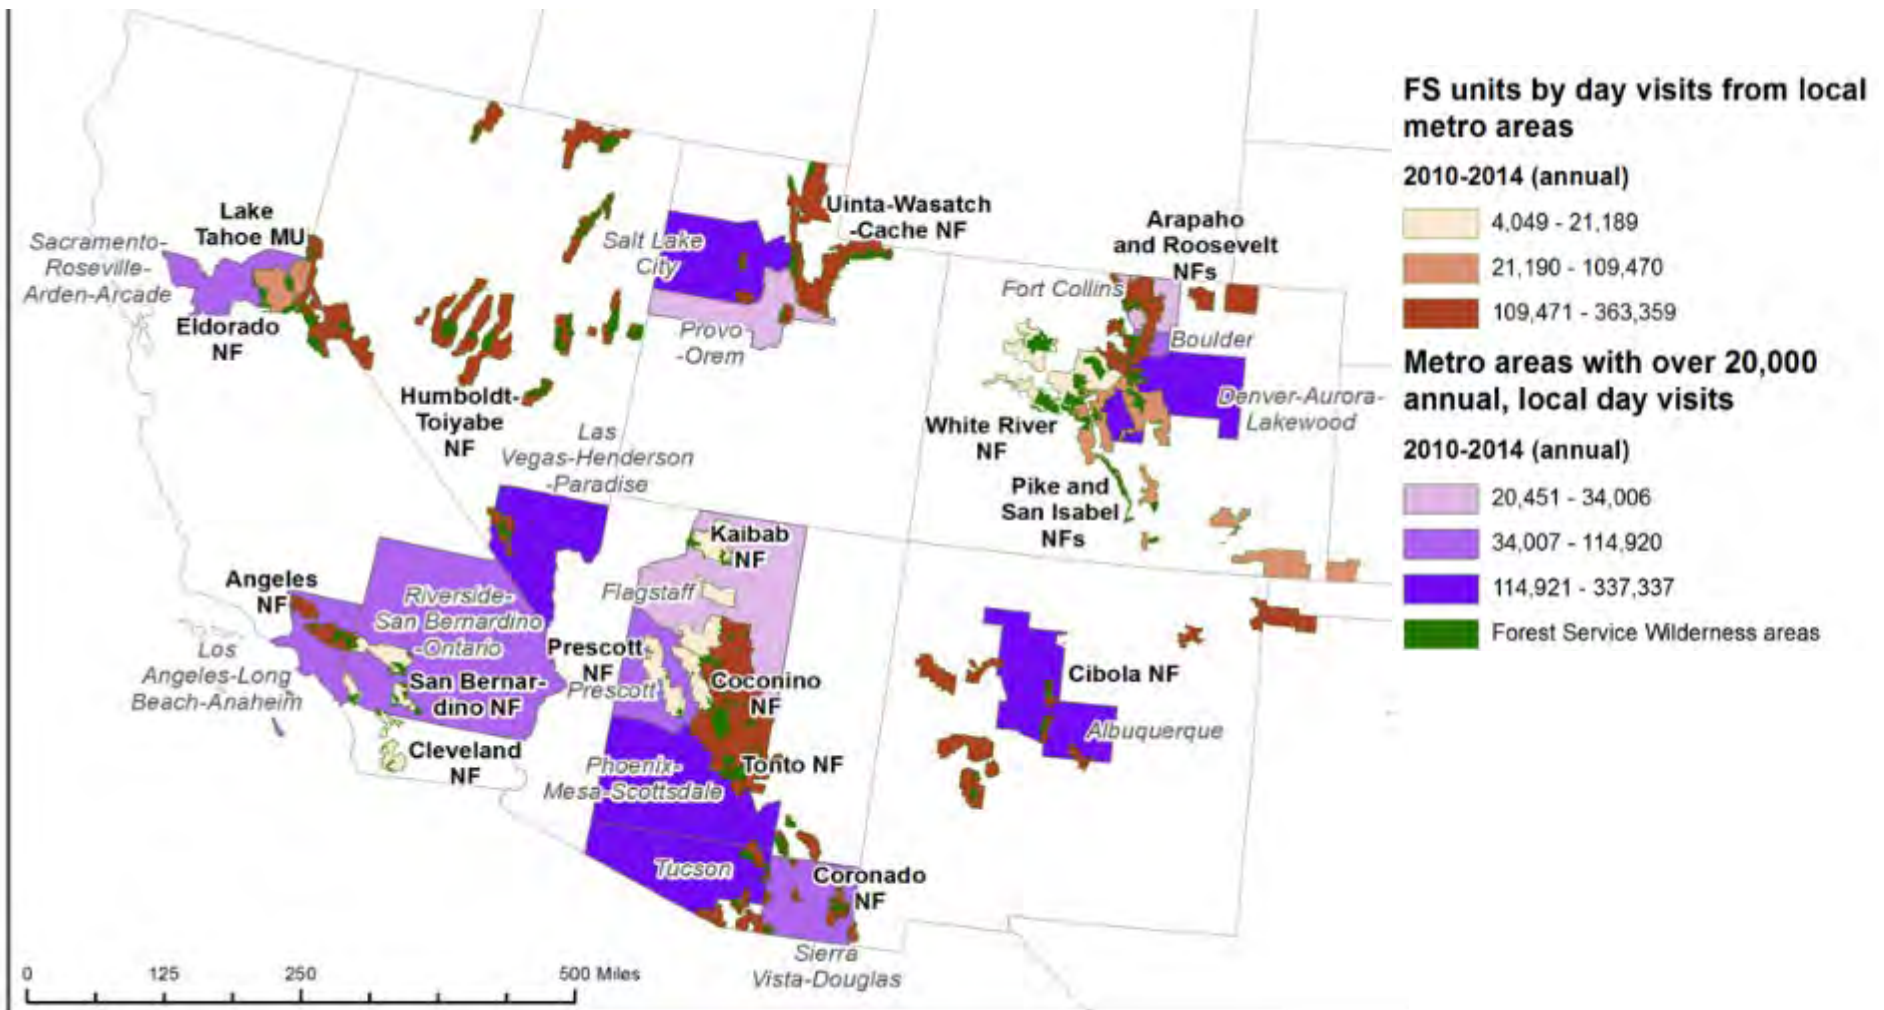 Lake
Tahoe MU
Sacramento-
Roseville-
Arden-Arcade
Eldorado
NF
Humboldt-
Toiyabe
NF
Salt Lake
City
Uinta-Wasatch
-Cache NF
Provo
-Orem
Arapaho
and Roosevelt
NFs
Fort Collins
Boulder
Denver-Aurora-
Lakewood
White River
NF
Pike and
San Isabel
NFs
Las
Vegas-Henderson
-Paradise
Kaibab
NF
Flagstaff
Angeles
NF
Riverside-
San Bernardino
-Ontario
Los
Angeles-Long
Beach-Anaheim
San Bernar-
dino NF
Cleveland
NF
Prescott
NF
Prescott
Coconino
NF
Tonto NF
Phoenix-
Mesa-Scottsdale
Tucson
Coronado
NF
Sierra
Vista-Douglas
Cibola NF
Albuquerque
0 125 250 500 Miles
FS units by day visits from local
metro areas
2010-2014 (annual)
4,049 - 21,189
21,190 - 109,470
109,471 - 363,359
Metro areas with over 20,000
annual, local day visits
2010-2014 (annual)
20,451 - 34,006
34,007 - 114,920
114,921 - 337,337
Forest Service Wilderness areas